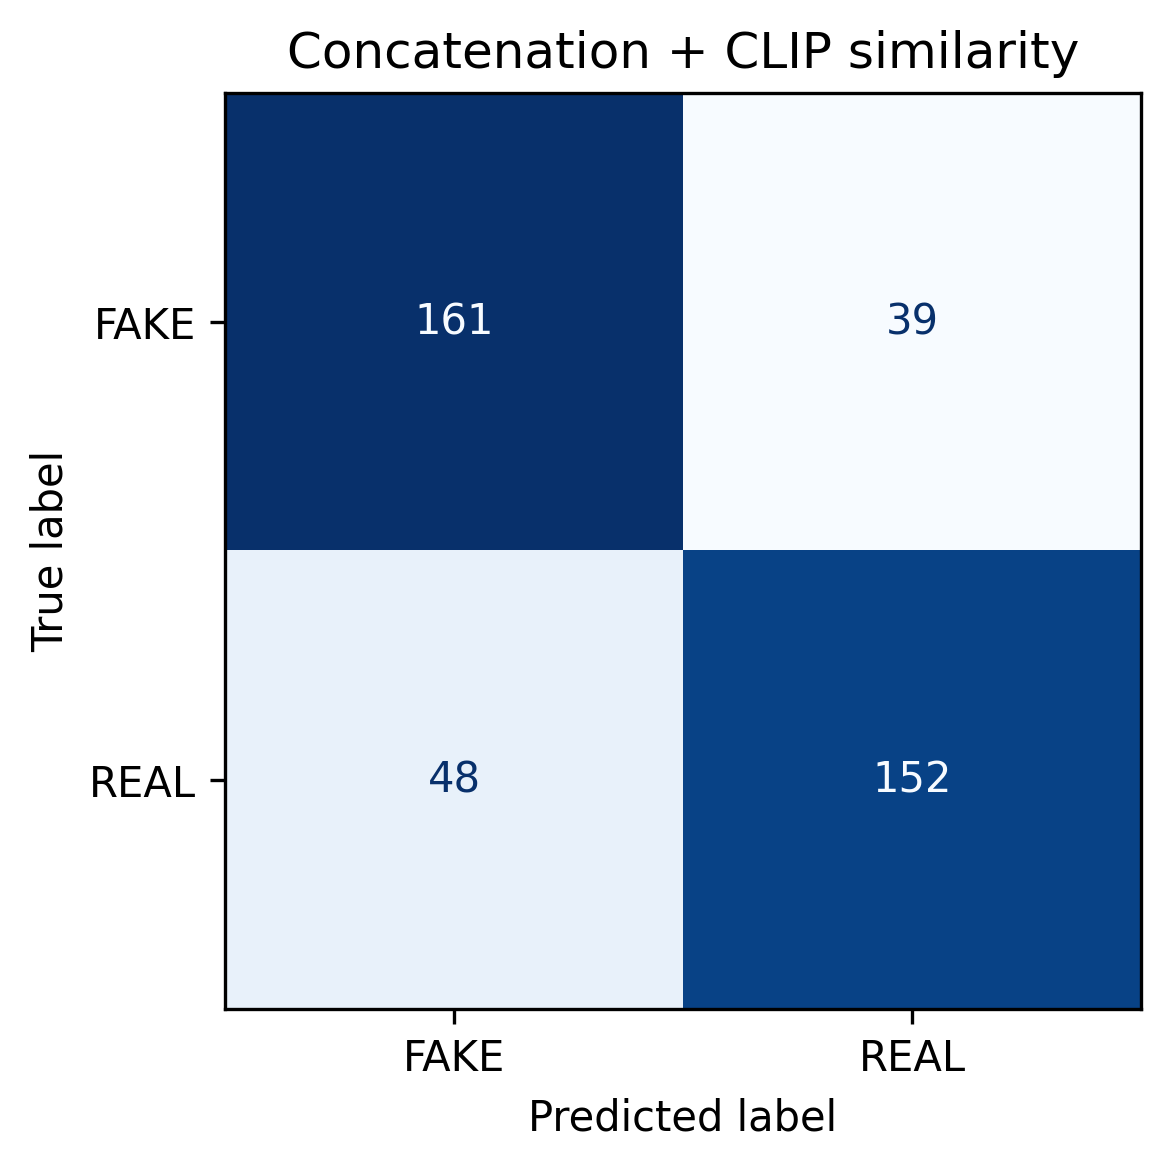 Concatenation + CLIP similarity
True label
FAKE
161
39
REAL
48
152
FAKE
REAL
Predicted label